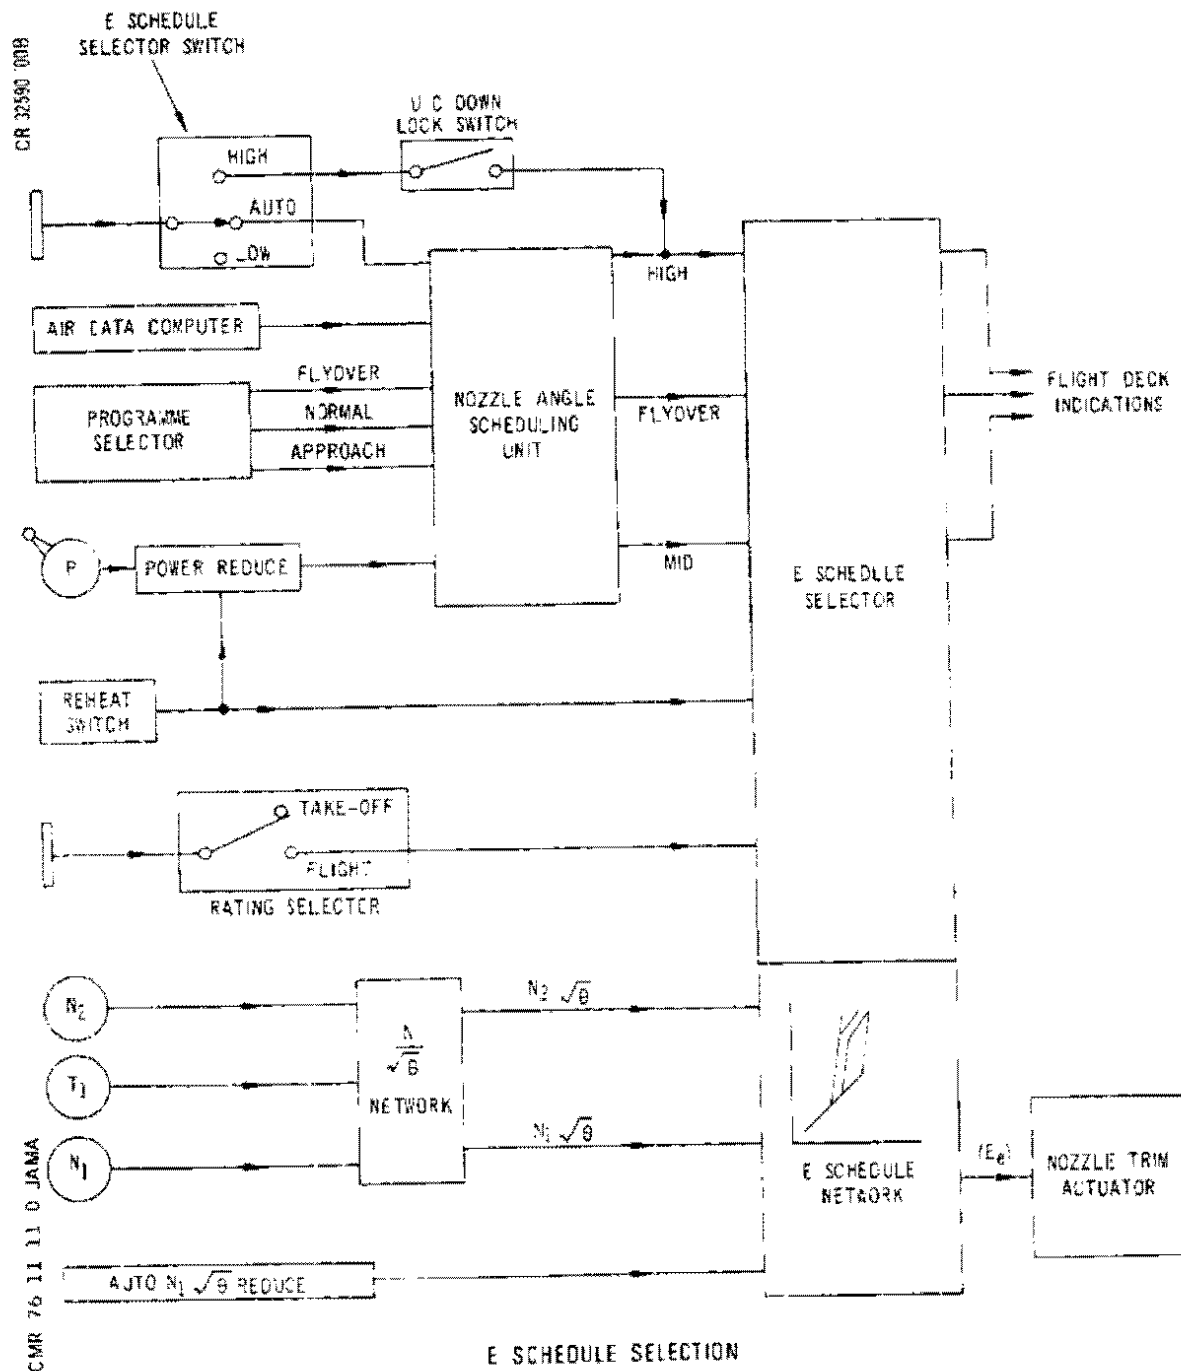 E SCHEDULE
SELECTOR SWITCH
CR 32590 00B
U C DOWN
LOCK SWITCH
HIGH
AUTO
LOW
HIGH
AIR DATA COMPUTER
FLYOVER
PROGRAMME
SELECTOR
NORMAL
APPROACH
NOZZLE ANGLE
SCHEDULING
UNIT
FLYOVER
FLIGHT DECK
INDICATIONS
P
POWER REDUCE
MID
E SCHEDULE
SELECTOR
REHEAT
SWITCH
TAKE-OFF
FLIGHT
RATING SELECTER
N2
T1
N1
N
√θ
NETWORK
N2 √θ
N1 √θ
E SCHEDULE
NETWORK
(Ee)
NOZZLE TRIM
ACTUATOR
AUTO N1 √θ REDUCE
CMR 76 11 11 0 JAMA
E SCHEDULE SELECTION